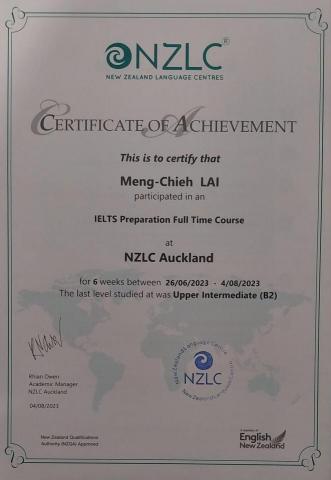 NZLC®
NEW ZEALAND LANGUAGE CENTRES
CERTIFICATE OF ACHIEVEMENT
This is to certify that
Meng-Chieh LAI
participated in an
IELTS Preparation Full Time Course
at
NZLC Auckland
for 6 weeks between 26/06/2023 - 4/08/2023
The last level studied at was Upper Intermediate (B2)
NZLC
Rhian Owen
Academic Manager
NZLC Auckland
04/08/2023
New Zealand Qualifications
Authority (NZQA) Approved
English
New Zealand